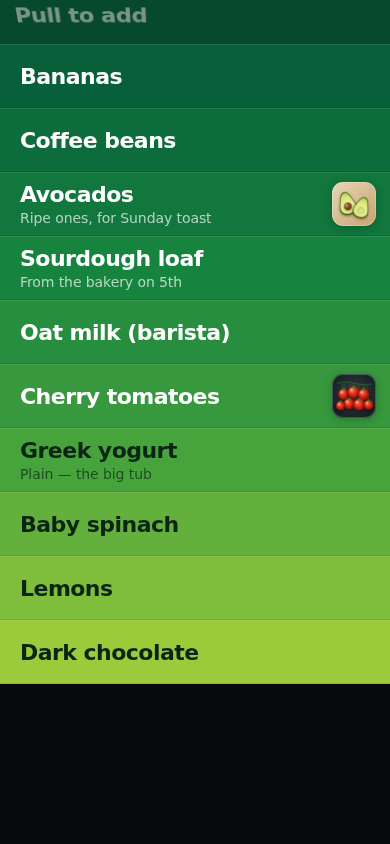 Pull to add
Bananas
Coffee beans
Avocados
Ripe ones, for Sunday toast
Sourdough loaf
From the bakery on 5th
Oat milk (barista)
Cherry tomatoes
Greek yogurt
Plain — the big tub
Baby spinach
Lemons
Dark chocolate